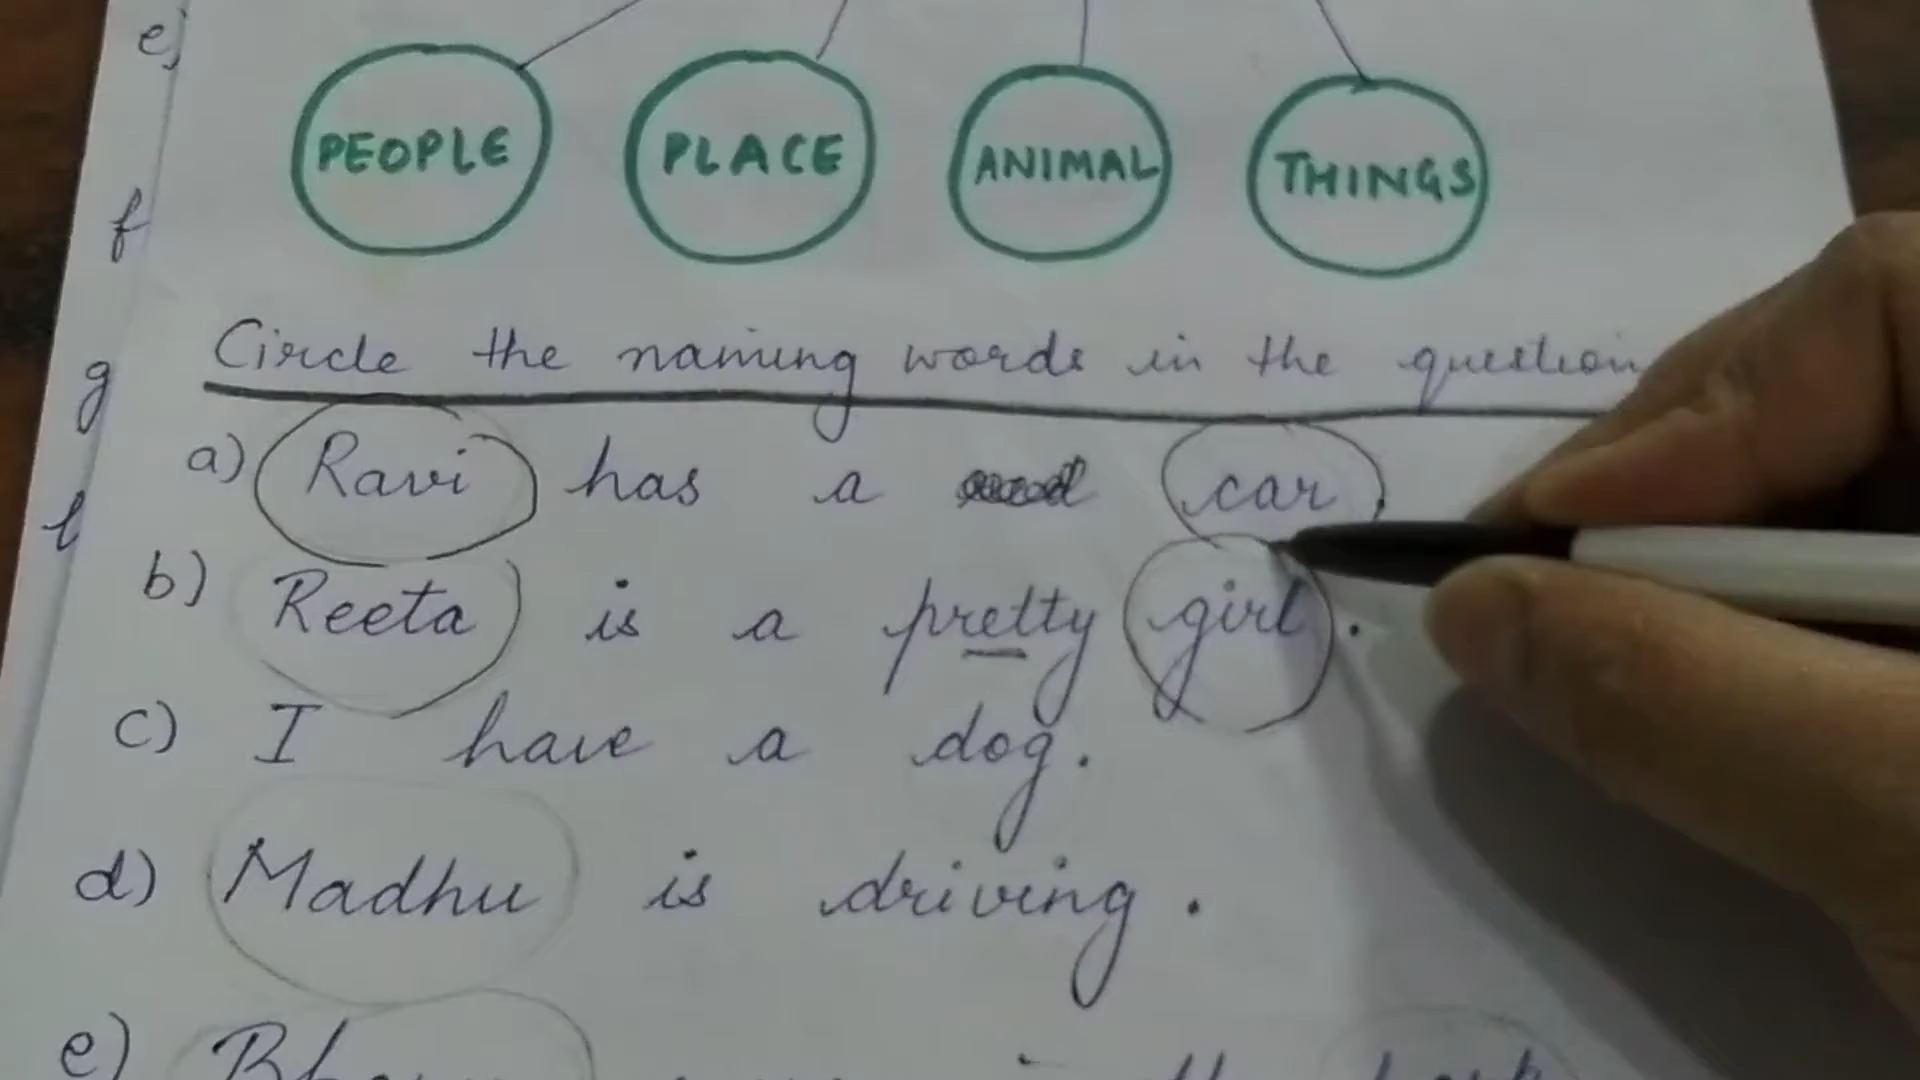 e)
PEOPLE PLACE ANIMAL THINGS
f
Circle the naming words in the question
g
a) Ravi has a car.
l
b) Reeta is a pretty girl.
c) I have a dog.
d) Madhu is driving.
e)